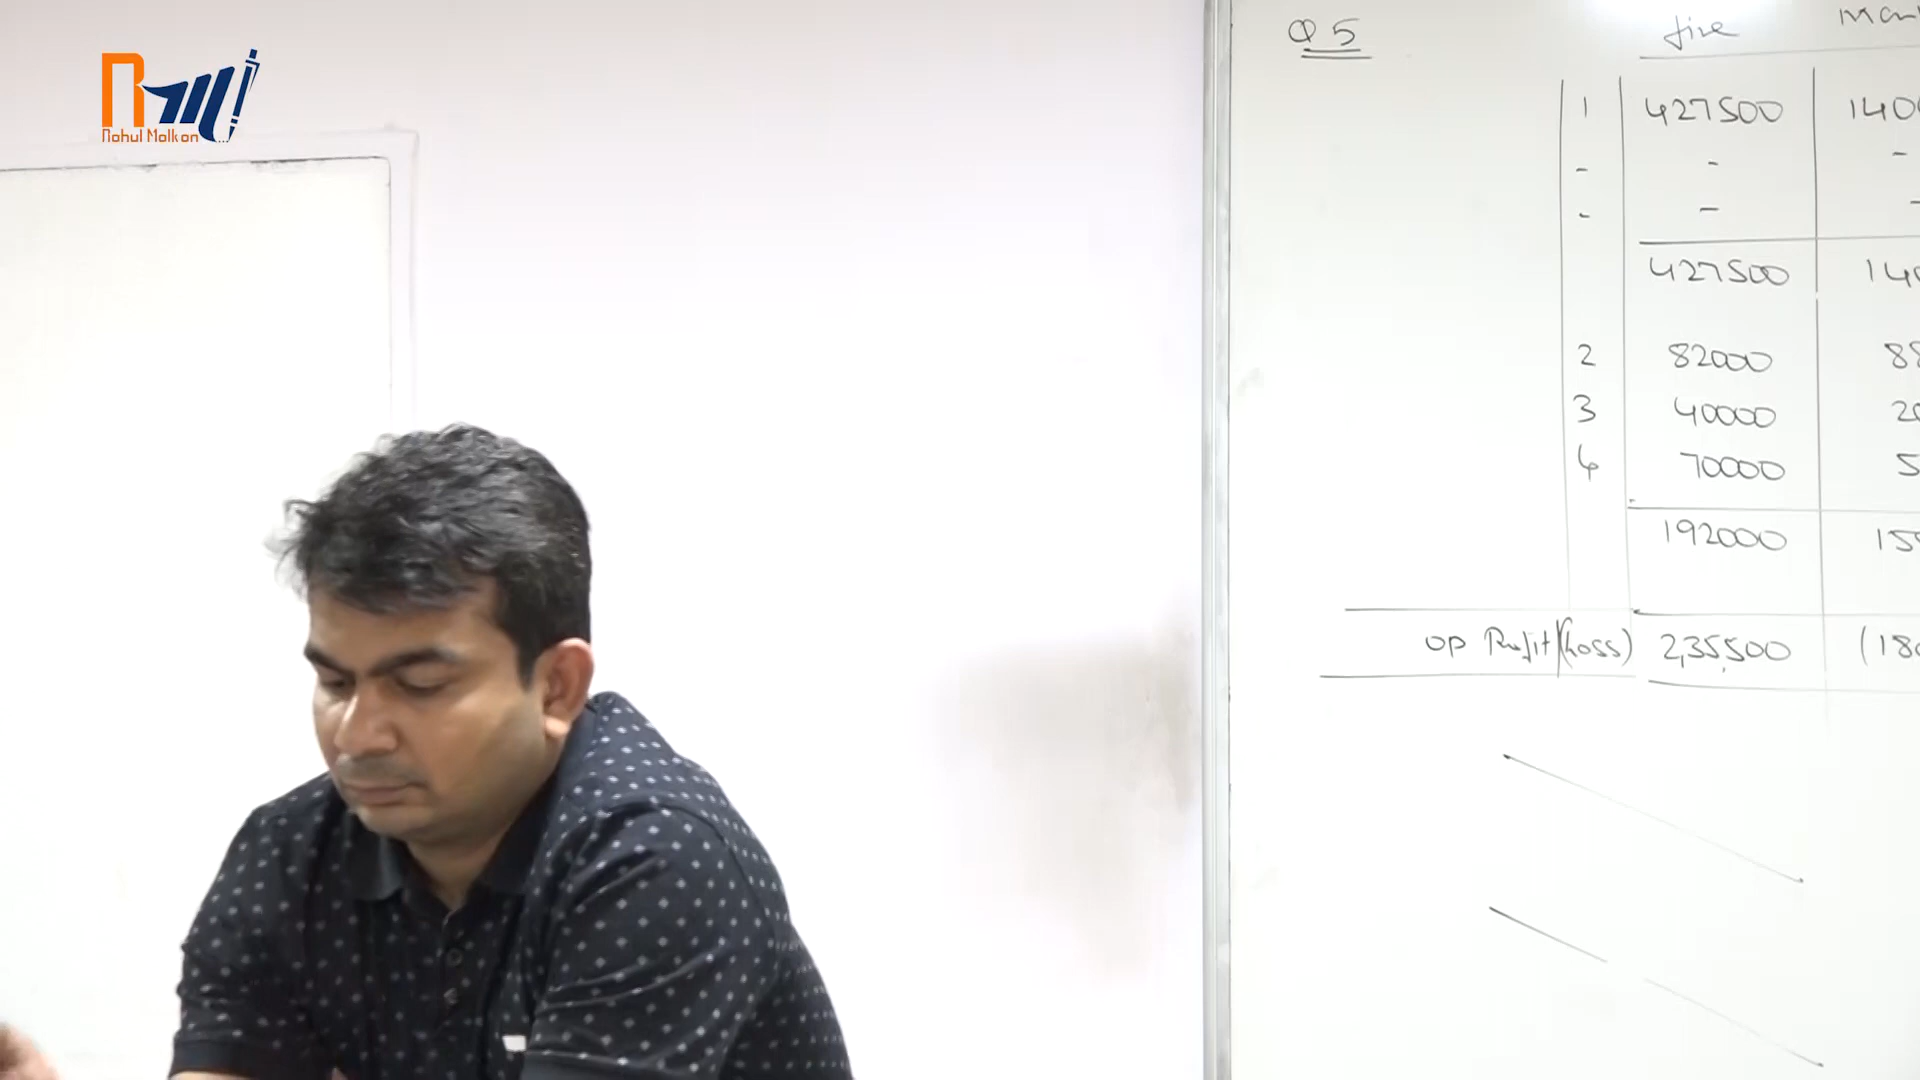 Rahul Malkan
Q 5
fire
1 427500
- -
- -
427500
2 82000
3 40000
4 70000
192000
OP Profit/(Loss) 2,35,500